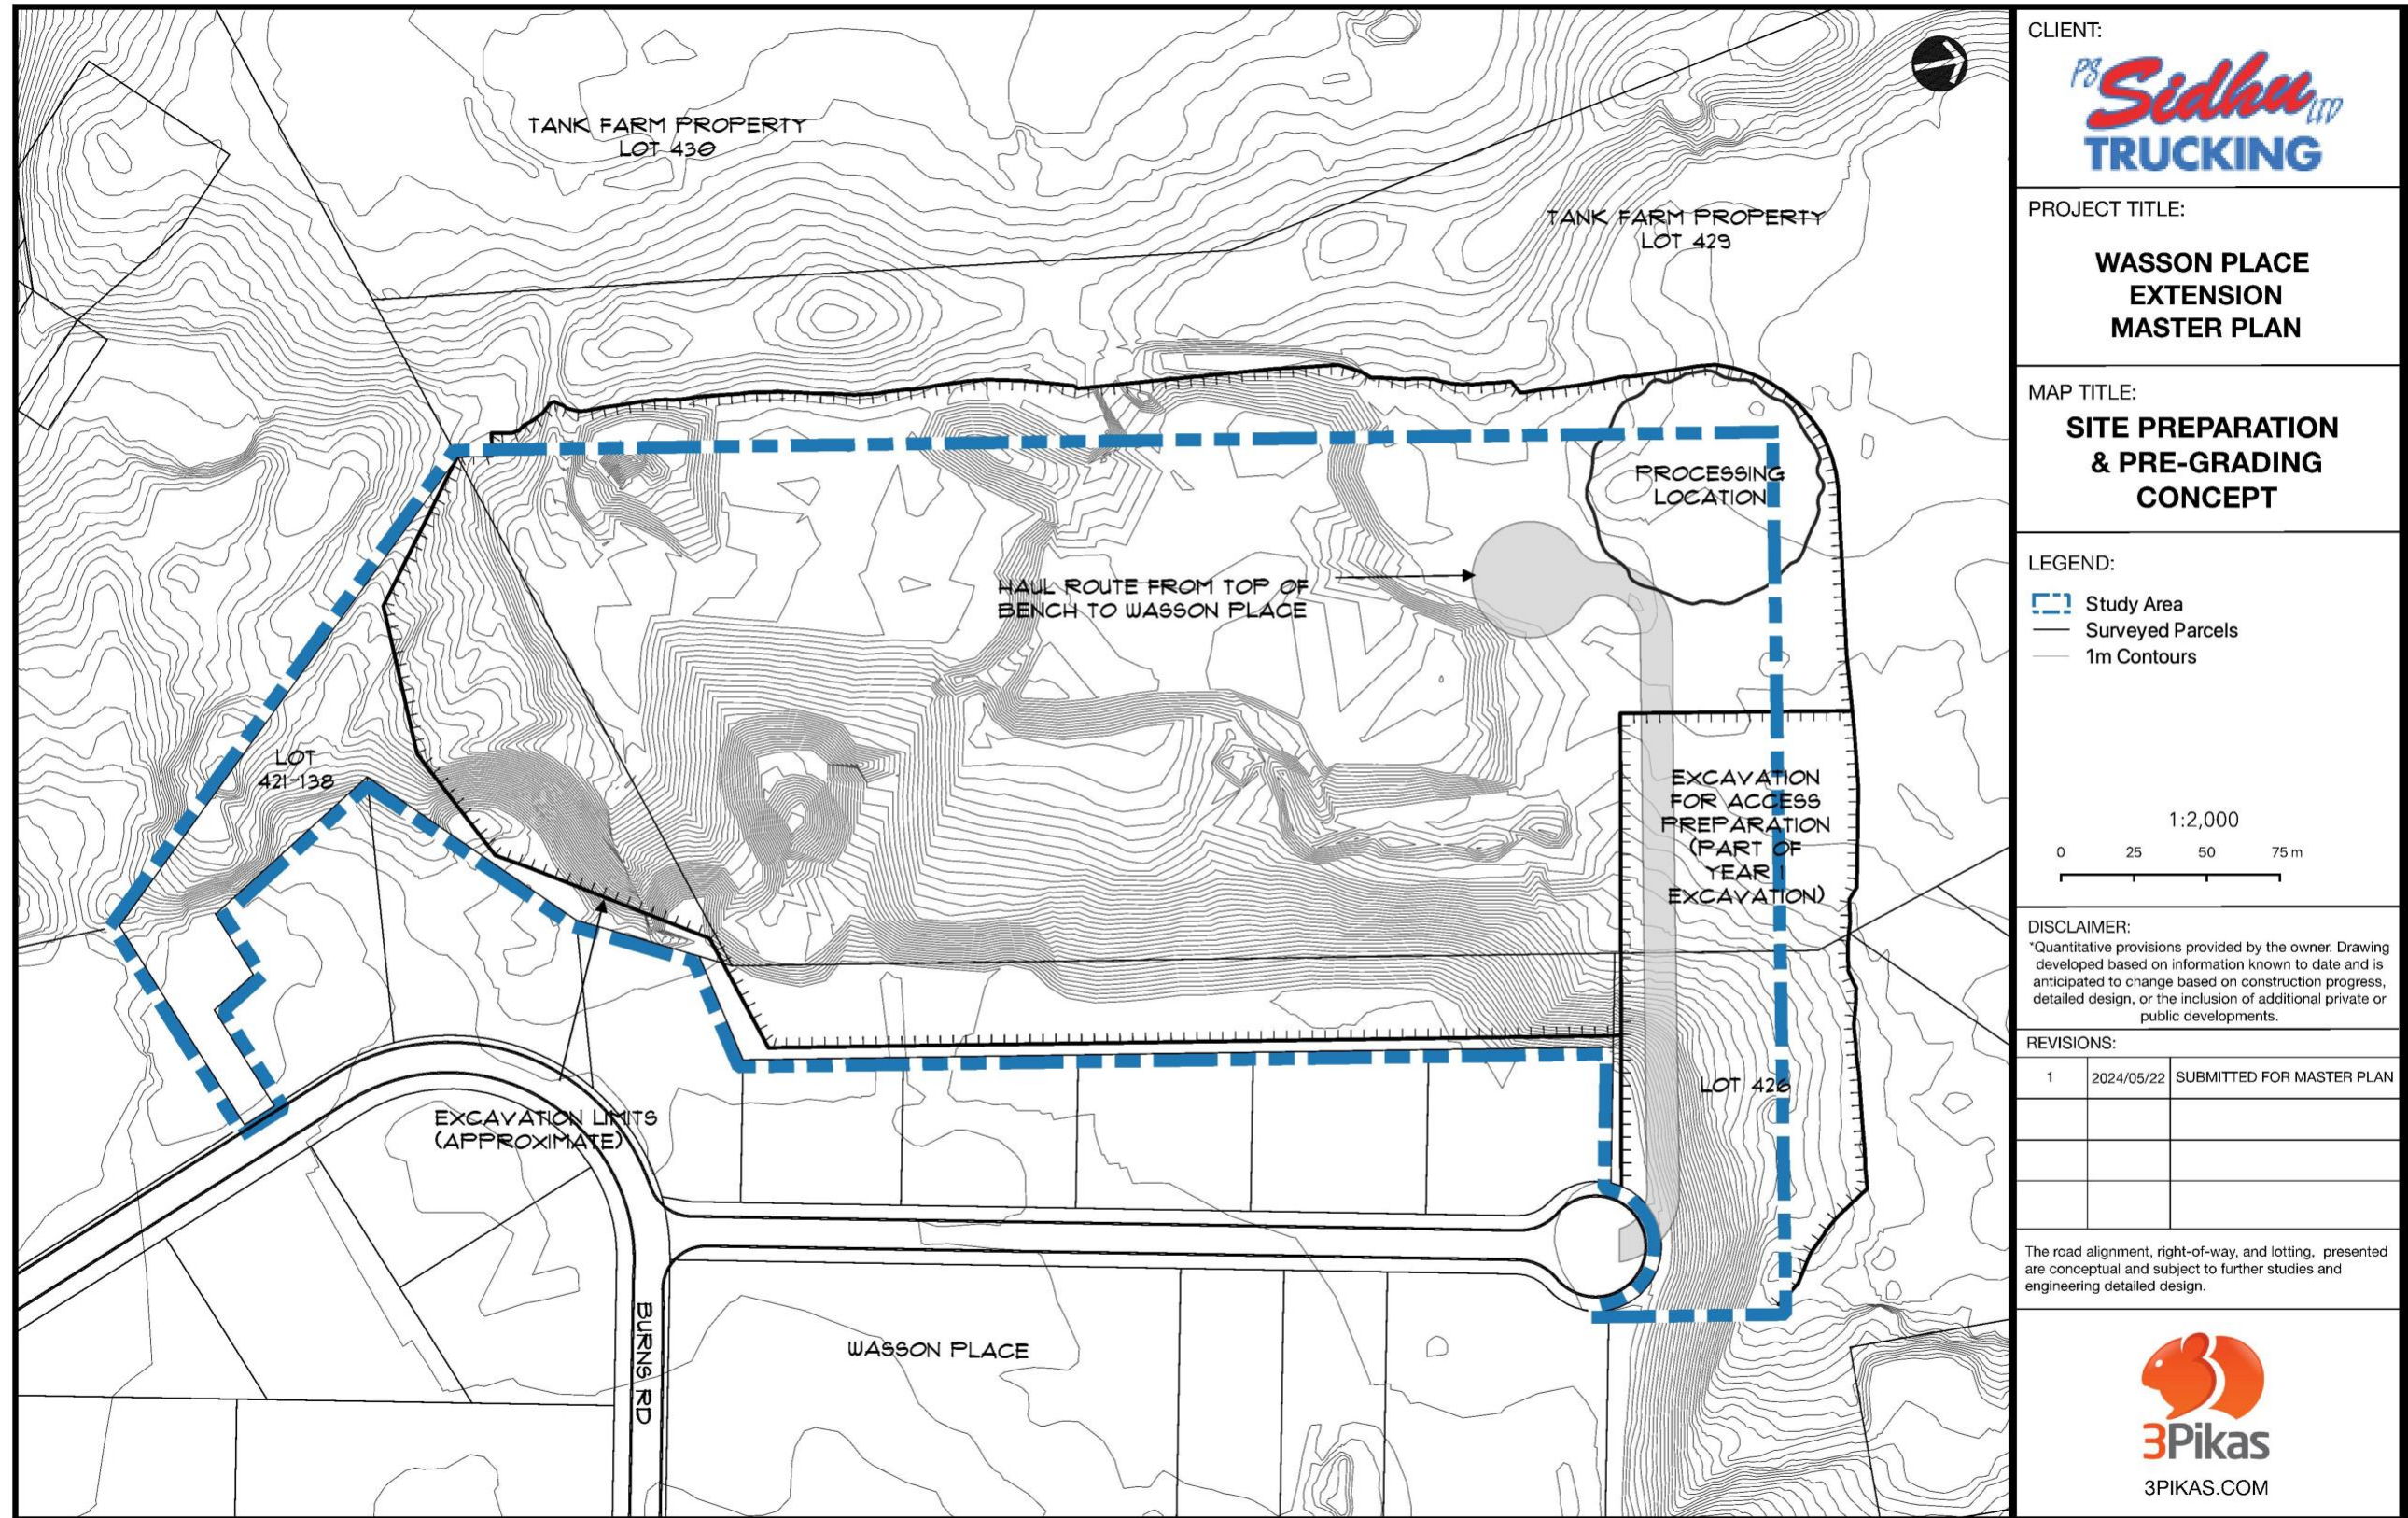 TANK FARM PROPERTY
LOT 430
TANK FARM PROPERTY
LOT 429
PROCESSING
LOCATION
HAUL ROUTE FROM TOP OF
BENCH TO WASSON PLACE
LOT
421-138
EXCAVATION
FOR ACCESS
PREPARATION
(PART OF
YEAR 1
EXCAVATION)
LOT 426
EXCAVATION LIMITS
(APPROXIMATE)
BURNS RD
WASSON PLACE
CLIENT:
PS Sidhu LTD
TRUCKING
PROJECT TITLE:
WASSON PLACE
EXTENSION
MASTER PLAN
MAP TITLE:
SITE PREPARATION
& PRE-GRADING
CONCEPT
LEGEND:
Study Area
Surveyed Parcels
1m Contours
1:2,000
0 25 50 75 m
DISCLAIMER:
*Quantitative provisions provided by the owner. Drawing
developed based on information known to date and is
anticipated to change based on construction progress,
detailed design, or the inclusion of additional private or
public developments.
REVISIONS:
1 2024/05/22 SUBMITTED FOR MASTER PLAN
The road alignment, right-of-way, and lotting, presented
are conceptual and subject to further studies and
engineering detailed design.
3Pikas
3PIKAS.COM